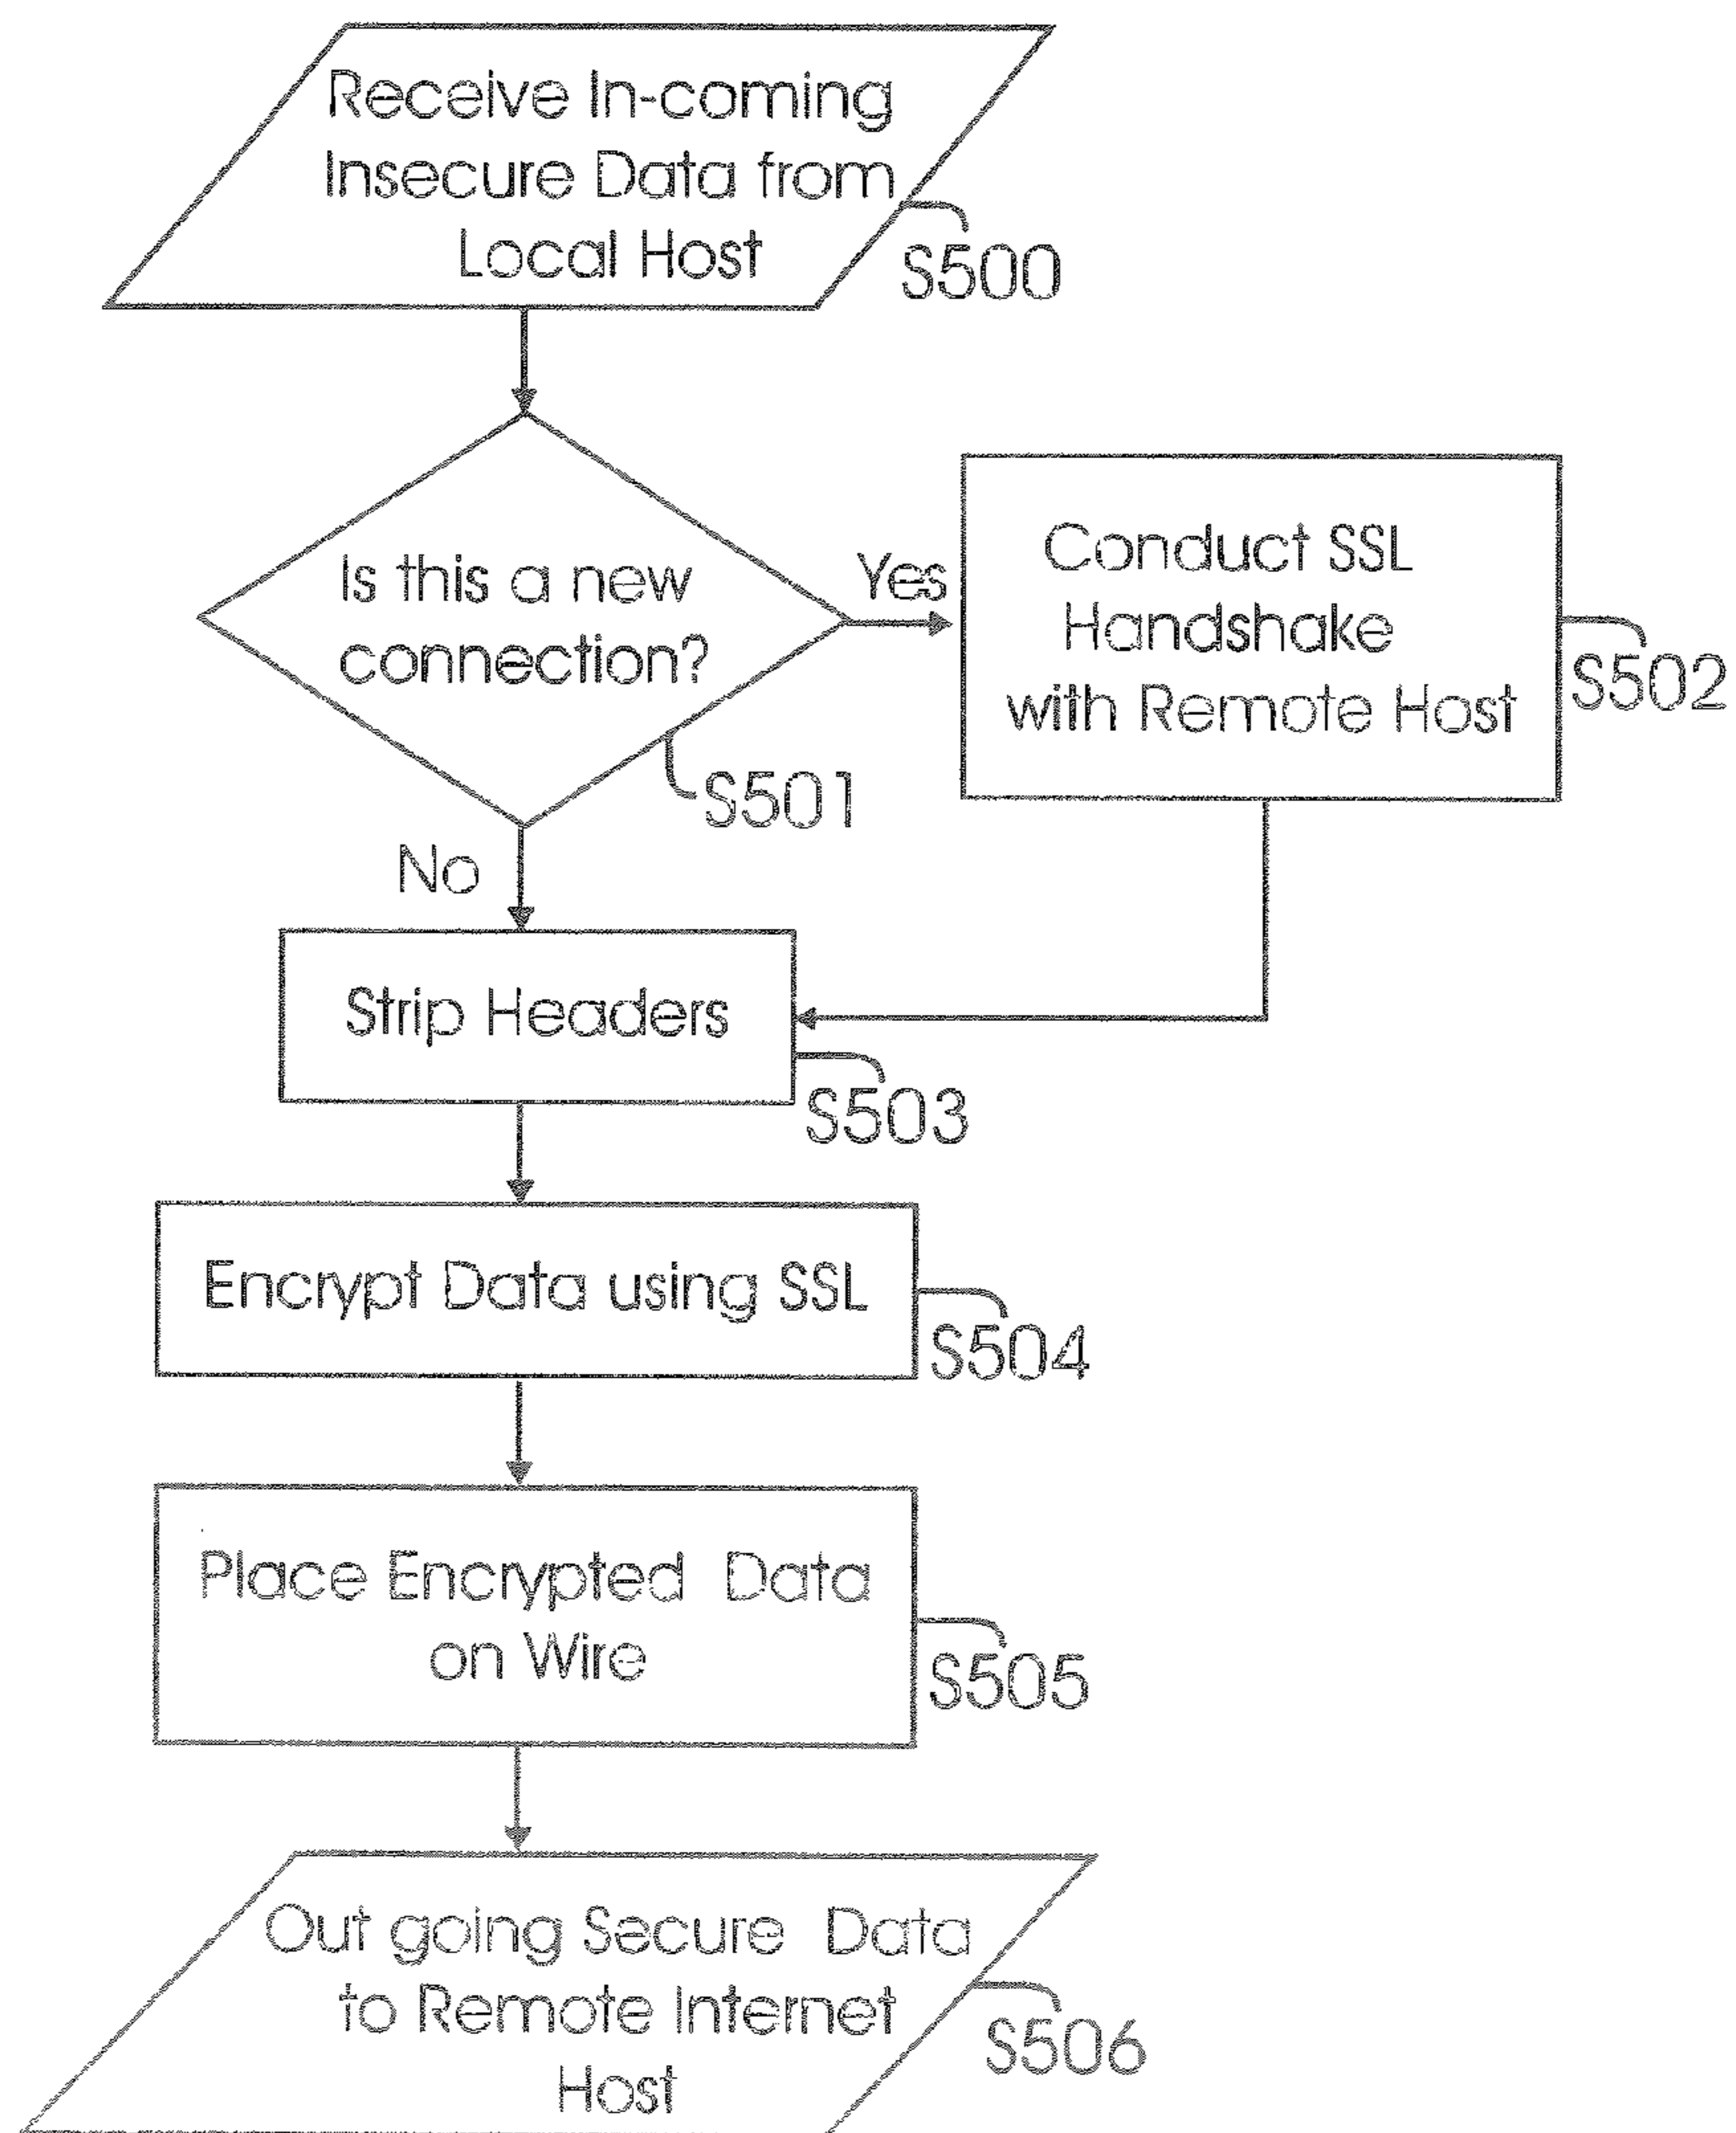 Receive In-coming
Insecure Data from
Local Host
S500
Is this a new
connection?
Yes
S501
Conduct SSL
Handshake
with Remote Host
S502
No
Strip Headers
S503
Encrypt Data using SSL
S504
Place Encrypted Data
on Wire
S505
Out going Secure Data
to Remote Internet
Host
S506